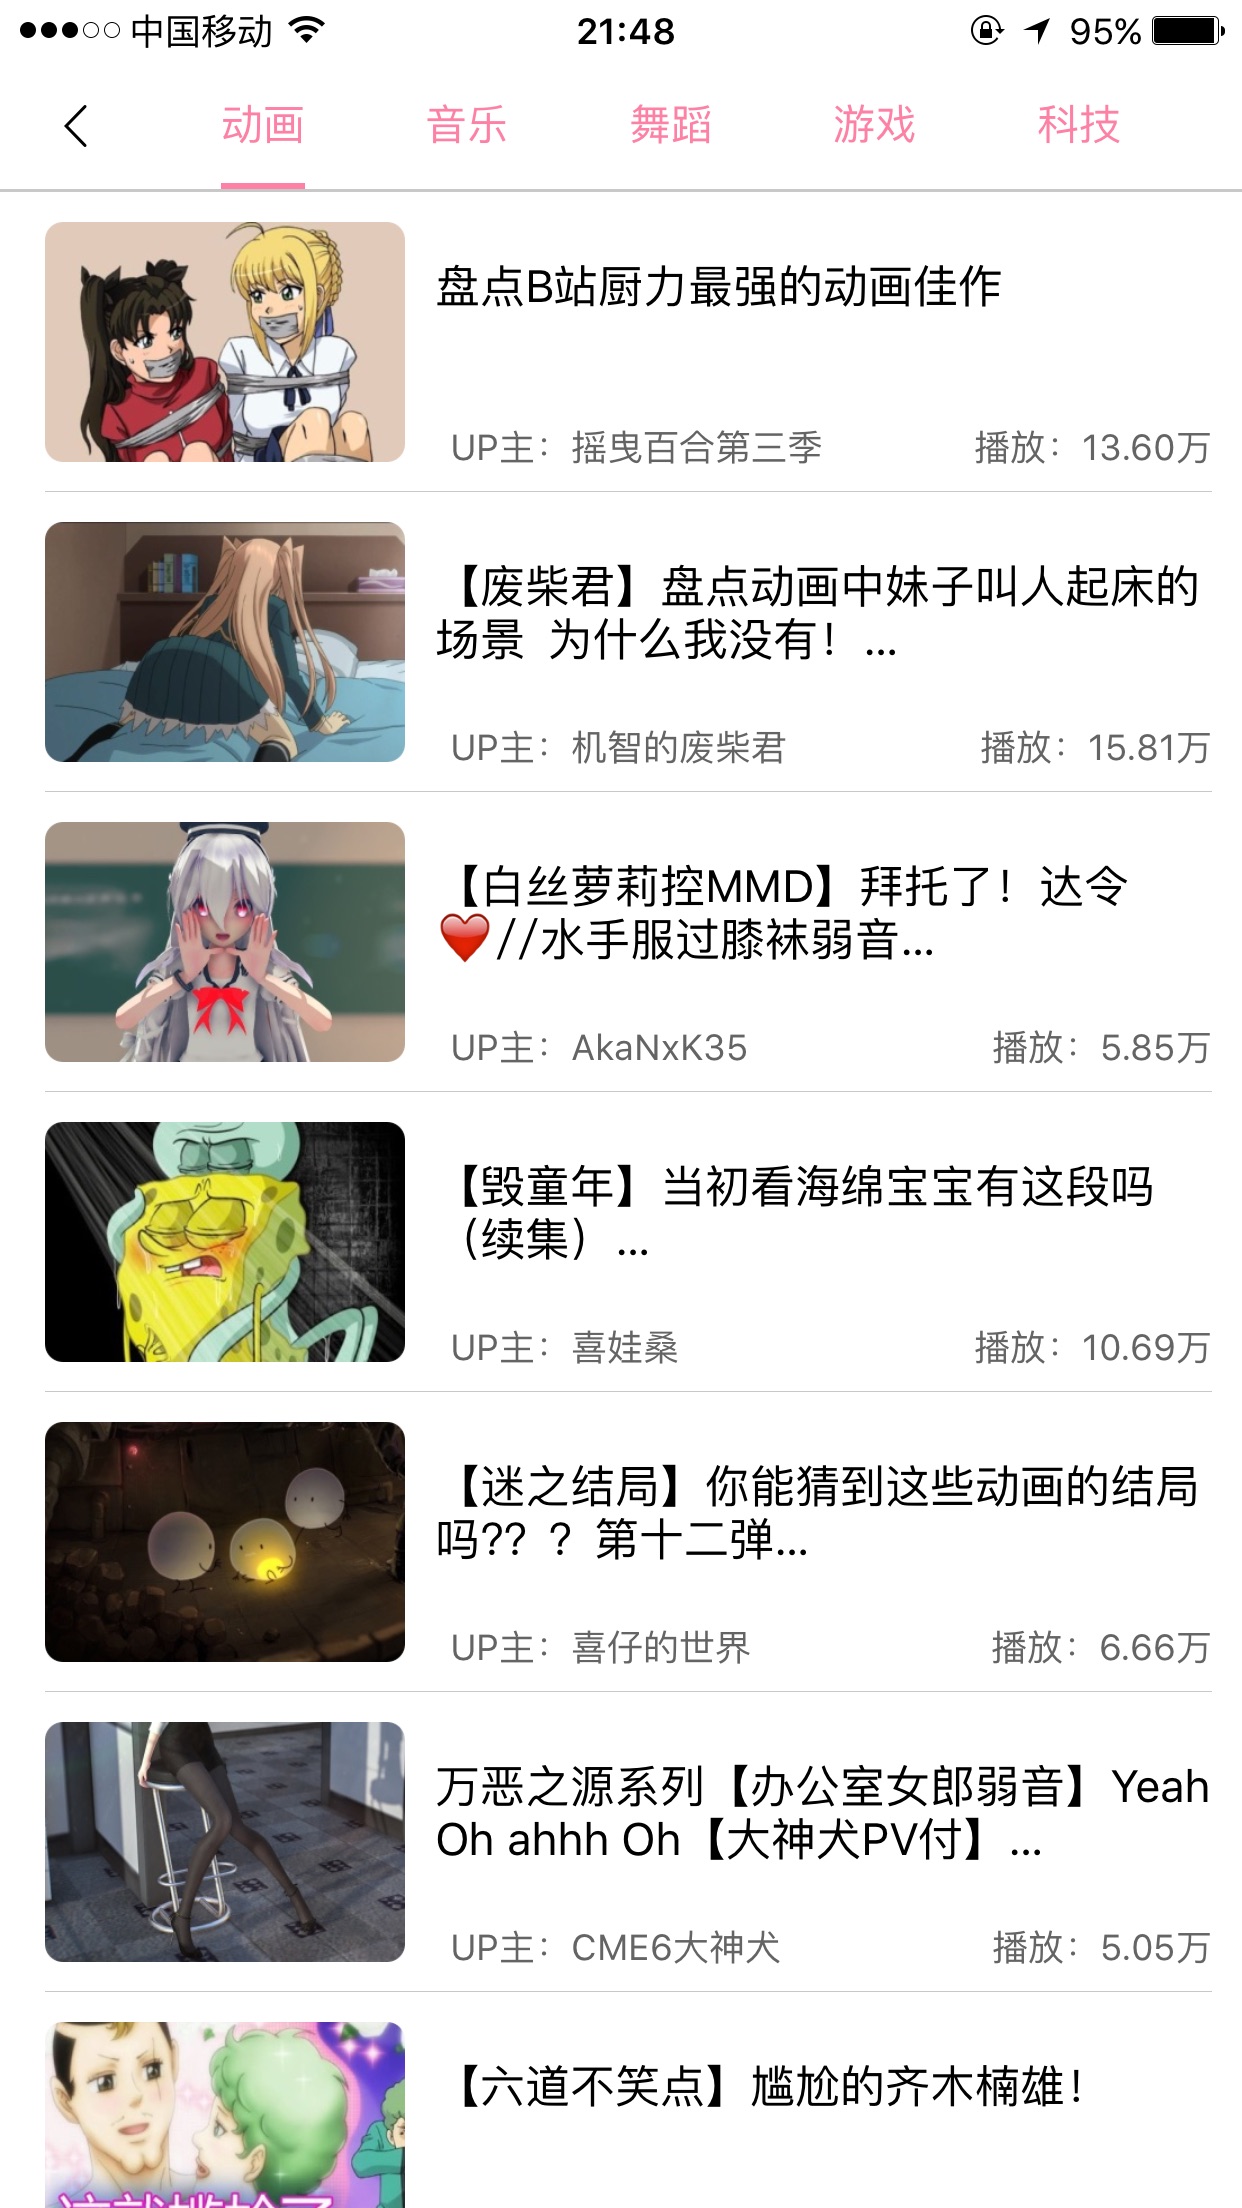 中国移动 21:48 95%
动画 音乐 舞蹈 游戏 科技
盘点B站厨力最强的动画佳作
UP主：摇曳百合第三季 播放：13.60万
【废柴君】盘点动画中妹子叫人起床的
场景 为什么我没有！...
UP主：机智的废柴君 播放：15.81万
【白丝萝莉控MMD】拜托了！达令
❤️//水手服过膝袜弱音...
UP主：AkaNxK35 播放：5.85万
【毁童年】当初看海绵宝宝有这段吗
（续集）...
UP主：喜娃桑 播放：10.69万
【迷之结局】你能猜到这些动画的结局
吗??？第十二弹...
UP主：喜仔的世界 播放：6.66万
万恶之源系列【办公室女郎弱音】Yeah
Oh ahhh Oh【大神犬PV付】...
UP主：CME6大神犬 播放：5.05万
【六道不笑点】尴尬的齐木楠雄！